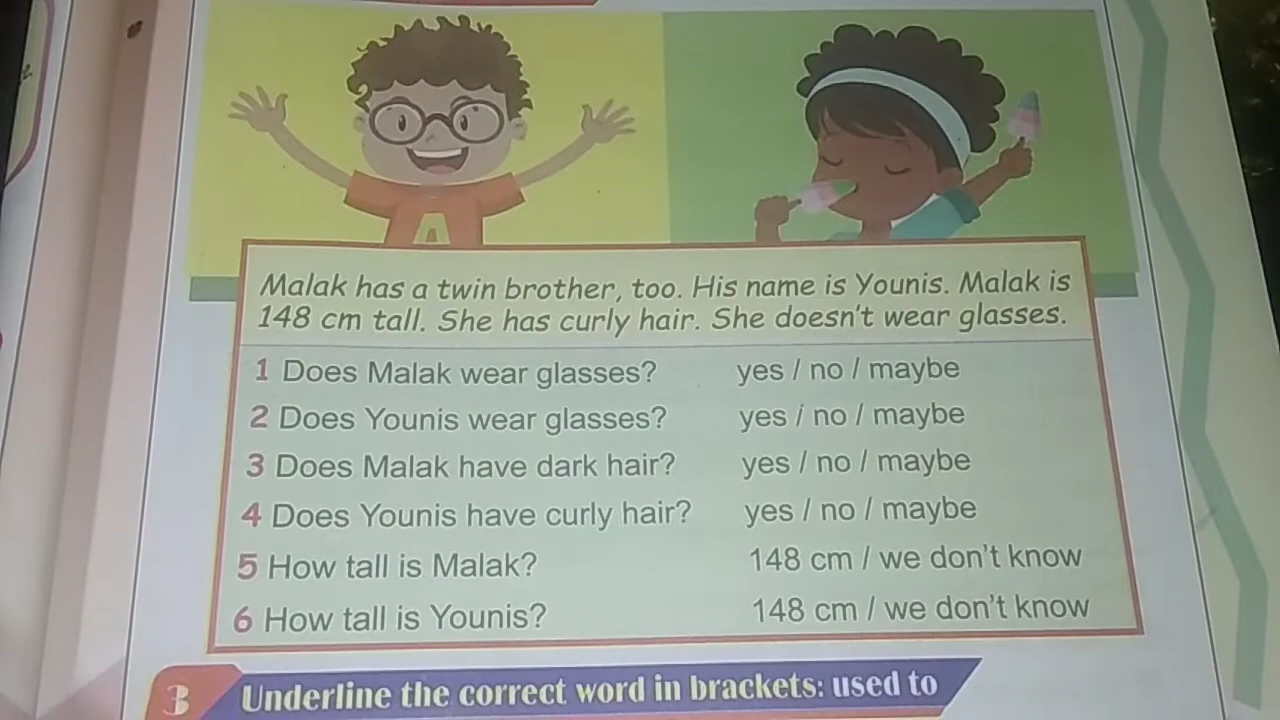 Malak has a twin brother, too. His name is Younis. Malak is
148 cm tall. She has curly hair. She doesn't wear glasses.
1 Does Malak wear glasses? yes / no / maybe
2 Does Younis wear glasses? yes / no / maybe
3 Does Malak have dark hair? yes / no / maybe
4 Does Younis have curly hair? yes / no / maybe
5 How tall is Malak? 148 cm / we don't know
6 How tall is Younis? 148 cm / we don't know
3 Underline the correct word in brackets: used to